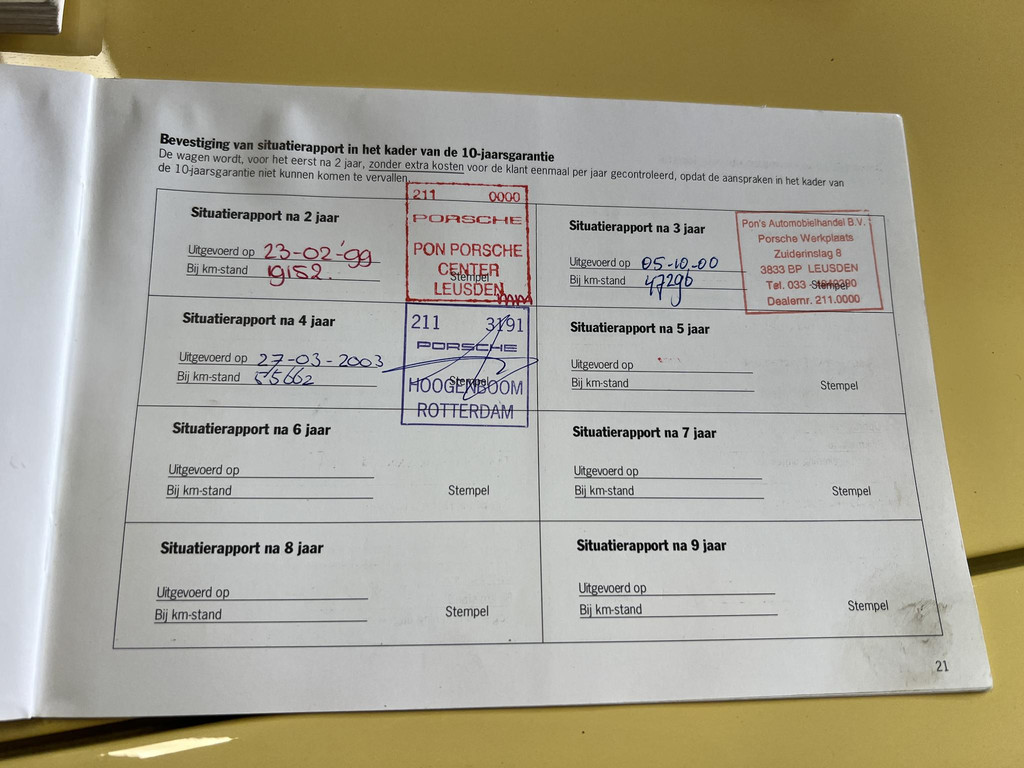 Bevestiging van situatierapport in het kader van de 10-jaarsgarantie
De wagen wordt, voor het eerst na 2 jaar, zonder extra kosten voor de klant eenmaal per jaar gecontroleerd, opdat de aanspraken in het kader van
de 10-jaarsgarantie niet kunnen komen te vervallen.
Situatierapport na 2 jaar
Uitgevoerd op 23-02-'99
Bij km-stand 19152.
Stempel
211 0000
PORSCHE
PON PORSCHE
CENTER
LEUSDEN
Situatierapport na 3 jaar
Uitgevoerd op 05-10-00
Bij km-stand 47296
Stempel
Pon's Automobielhandel B.V.
Porsche Werkplaats
Zuiderinslag 8
3833 BP LEUSDEN
Tel. 033 -
Dealernr. 211.0000
Situatierapport na 4 jaar
Uitgevoerd op 27-03-2003
Bij km-stand 55662
Stempel
211 3191
PORSCHE
HOOGENBOOM
ROTTERDAM
Situatierapport na 5 jaar
Uitgevoerd op
Bij km-stand
Stempel
Situatierapport na 6 jaar
Uitgevoerd op
Bij km-stand
Stempel
Situatierapport na 7 jaar
Uitgevoerd op
Bij km-stand
Stempel
Situatierapport na 8 jaar
Uitgevoerd op
Bij km-stand
Stempel
Situatierapport na 9 jaar
Uitgevoerd op
Bij km-stand
Stempel
21